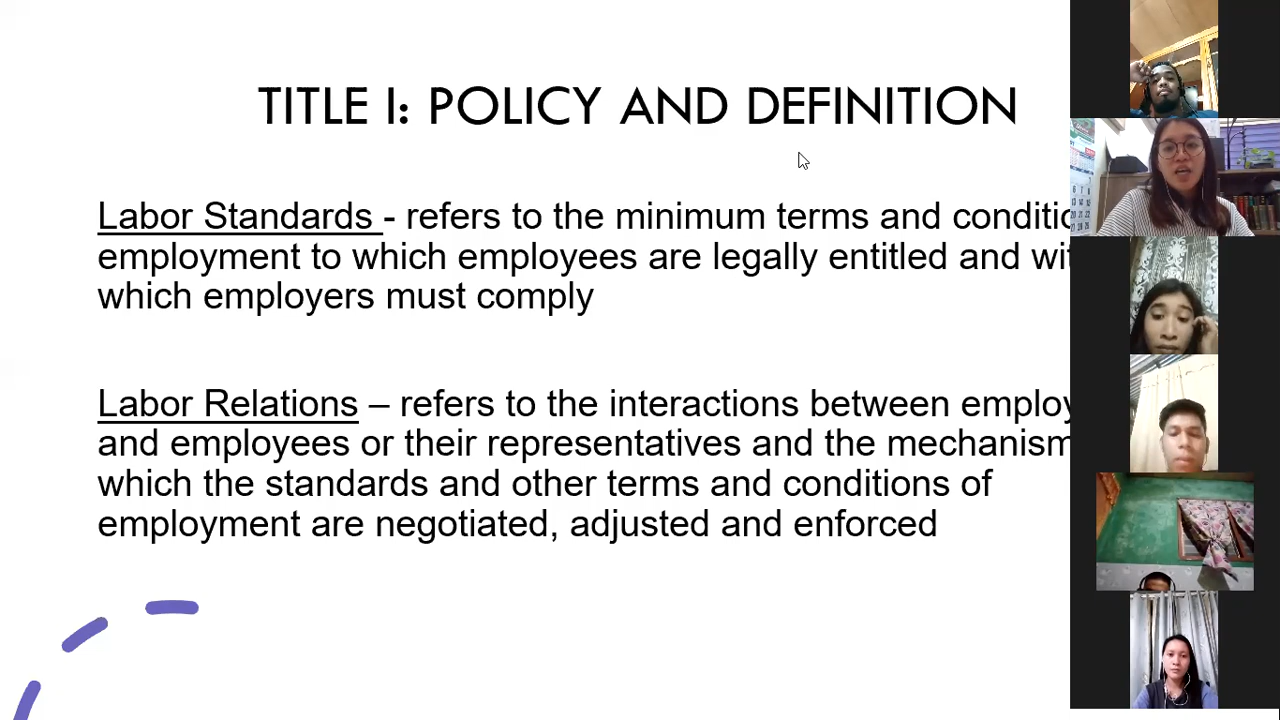 TITLE I: POLICY AND DEFINITION
Labor Standards - refers to the minimum terms and conditio
employment to which employees are legally entitled and wit
which employers must comply
Labor Relations – refers to the interactions between employ
and employees or their representatives and the mechanism
which the standards and other terms and conditions of
employment are negotiated, adjusted and enforced